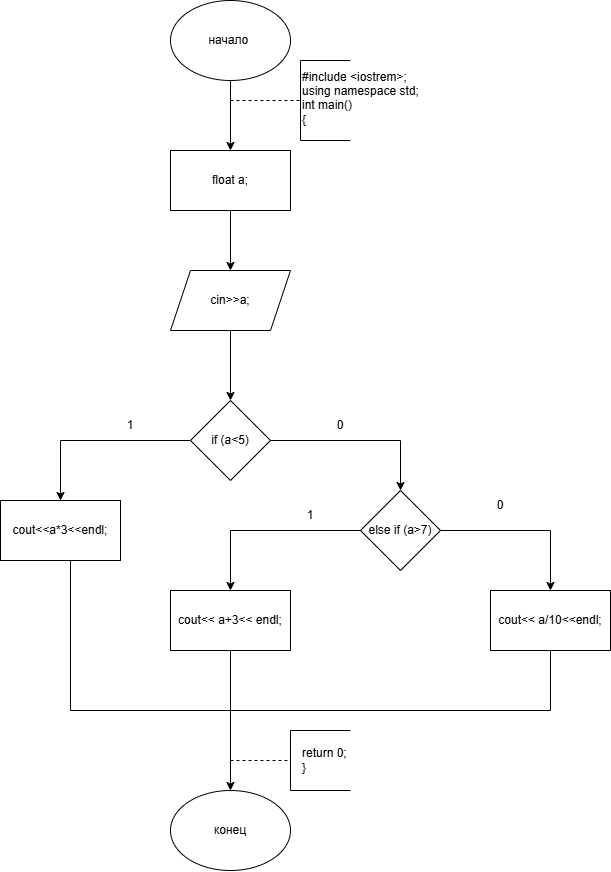 начало
#include <iostrem>;
using namespace std;
int main()
{
float a;
cin>>a;
if (a<5)
1
0
cout<<a*3<<endl;
else if (a>7)
1
0
cout<< a+3<< endl;
cout<< a/10<<endl;
return 0;
}
конец